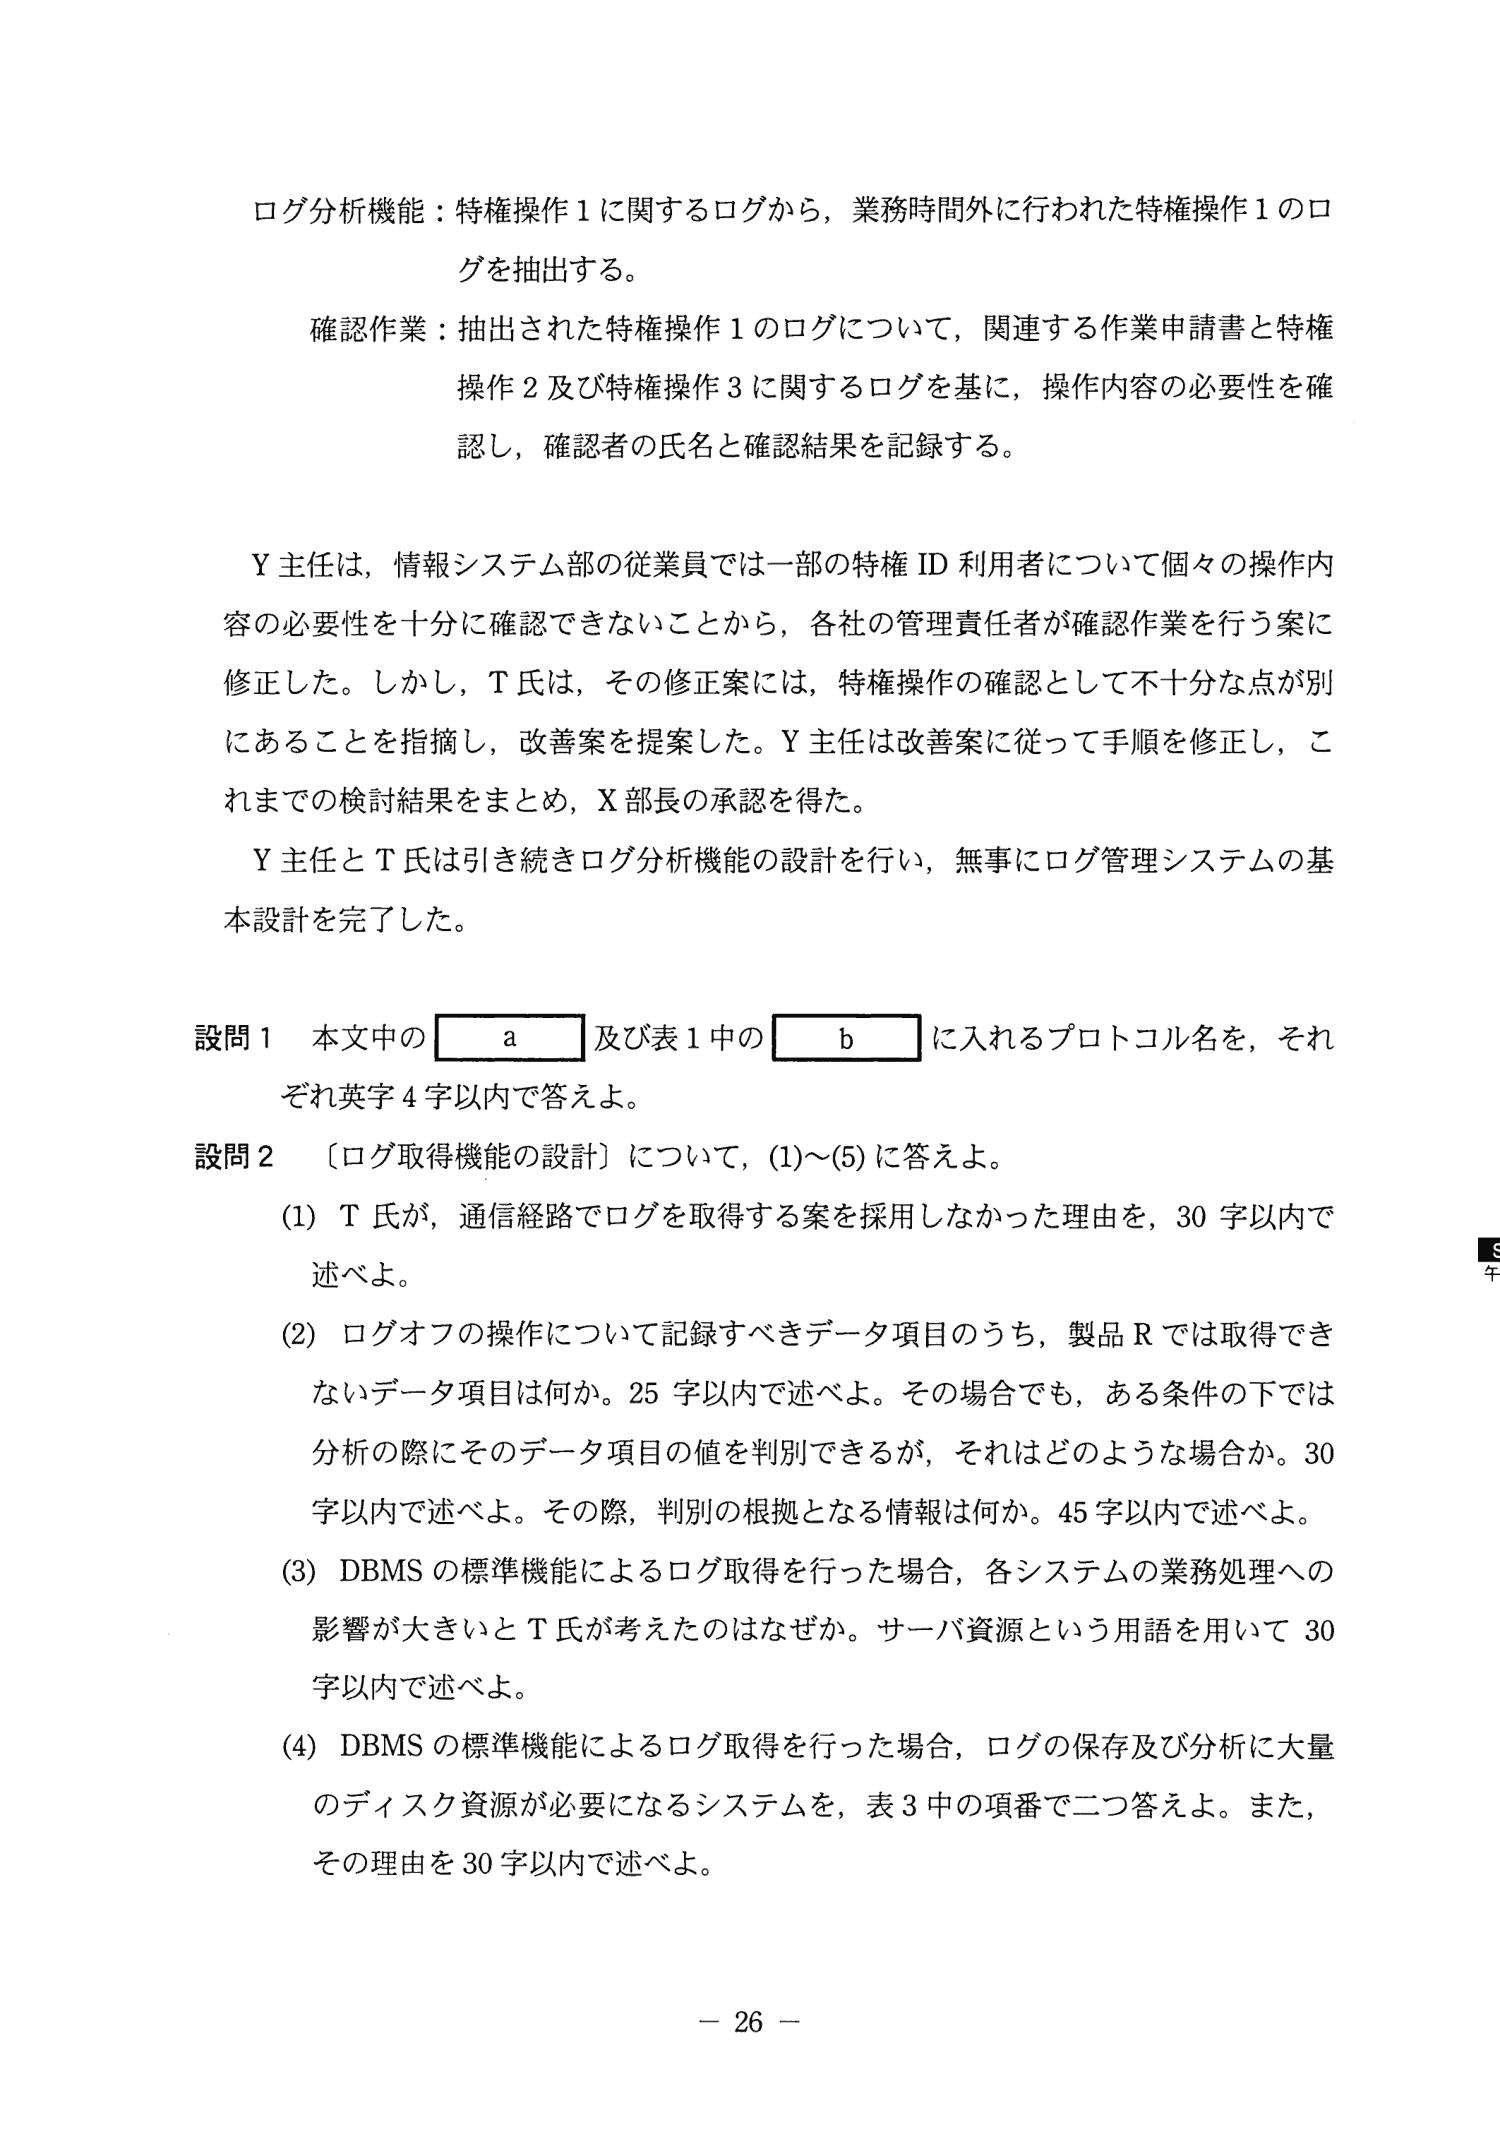 ログ分析機能：特権操作1に関するログから，業務時間外に行われた特権操作1のロ
グを抽出する。
確認作業：抽出された特権操作1のログについて，関連する作業申請書と特権
操作2及び特権操作3に関するログを基に，操作内容の必要性を確
認し，確認者の氏名と確認結果を記録する。
Y主任は，情報システム部の従業員では一部の特権ID利用者について個々の操作内
容の必要性を十分に確認できないことから，各社の管理責任者が確認作業を行う案に
修正した。しかし，T氏は，その修正案には，特権操作の確認として不十分な点が別
にあることを指摘し，改善案を提案した。Y主任は改善案に従って手順を修正し，こ
れまでの検討結果をまとめ，X部長の承認を得た。
Y主任とT氏は引き続きログ分析機能の設計を行い，無事にログ管理システムの基
本設計を完了した。
設問1 本文中の a 及び表1中の b に入れるプロトコル名を，それ
ぞれ英字4字以内で答えよ。
設問2 〔ログ取得機能の設計〕について，(1)～(5)に答えよ。
(1) T氏が，通信経路でログを取得する案を採用しなかった理由を，30字以内で
述べよ。
(2) ログオフの操作について記録すべきデータ項目のうち，製品Rでは取得でき
ないデータ項目は何か。25字以内で述べよ。その場合でも，ある条件の下では
分析の際にそのデータ項目の値を判別できるが，それはどのような場合か。30
字以内で述べよ。その際，判別の根拠となる情報は何か。45字以内で述べよ。
(3) DBMSの標準機能によるログ取得を行った場合，各システムの業務処理への
影響が大きいとT氏が考えたのはなぜか。サーバ資源という用語を用いて30
字以内で述べよ。
(4) DBMSの標準機能によるログ取得を行った場合，ログの保存及び分析に大量
のディスク資源が必要になるシステムを，表3中の項番で二つ答えよ。また，
その理由を30字以内で述べよ。
－ 26 －